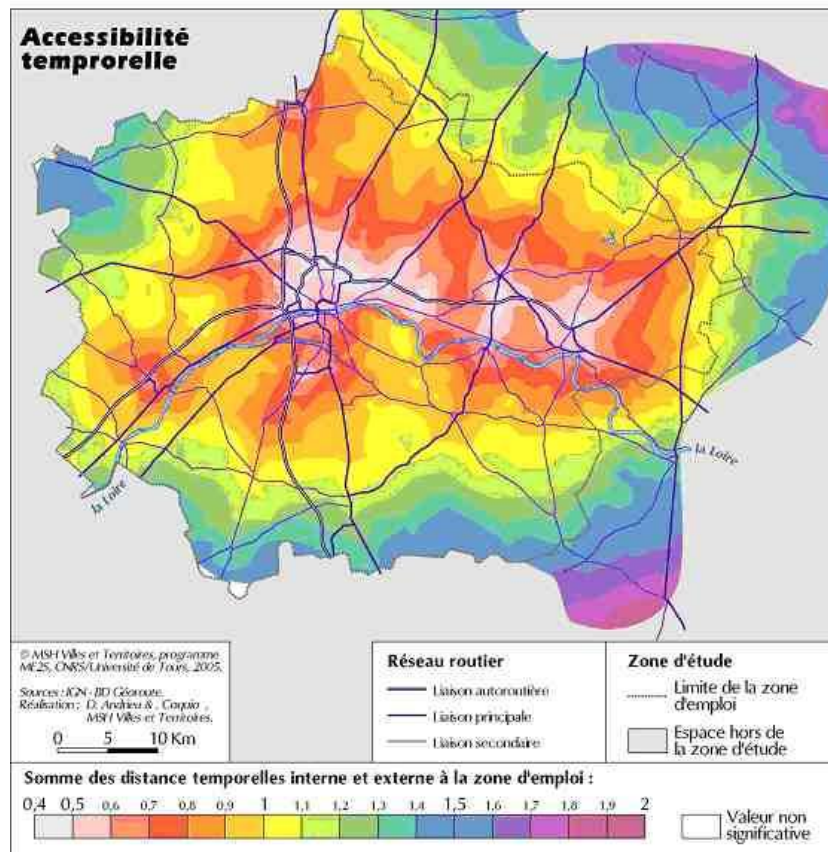 Accessibilité
temprorelle
la Loire
la Loire
© MSH Villes et Territoires, programme
ME2S, CNRS/Université de Tours, 2005.
Sources : IGN - BD Géoroute.
Réalisation : D. Andrieu & . Coquio,
MSH Villes et Territoires.
0 5 10 Km
Réseau routier
Liaison autoroutière
Liaison principale
Liaison secondaire
Zone d'étude
Limite de la zone
d'emploi
Espace hors de
la zone d'étude
Somme des distance temporelles interne et externe à la zone d'emploi :
0,4 0,5 0,6 0,7 0,8 0,9 1 1,1 1,2 1,3 1,4 1,5 1,6 1,7 1,8 1,9 2
Valeur non
significative